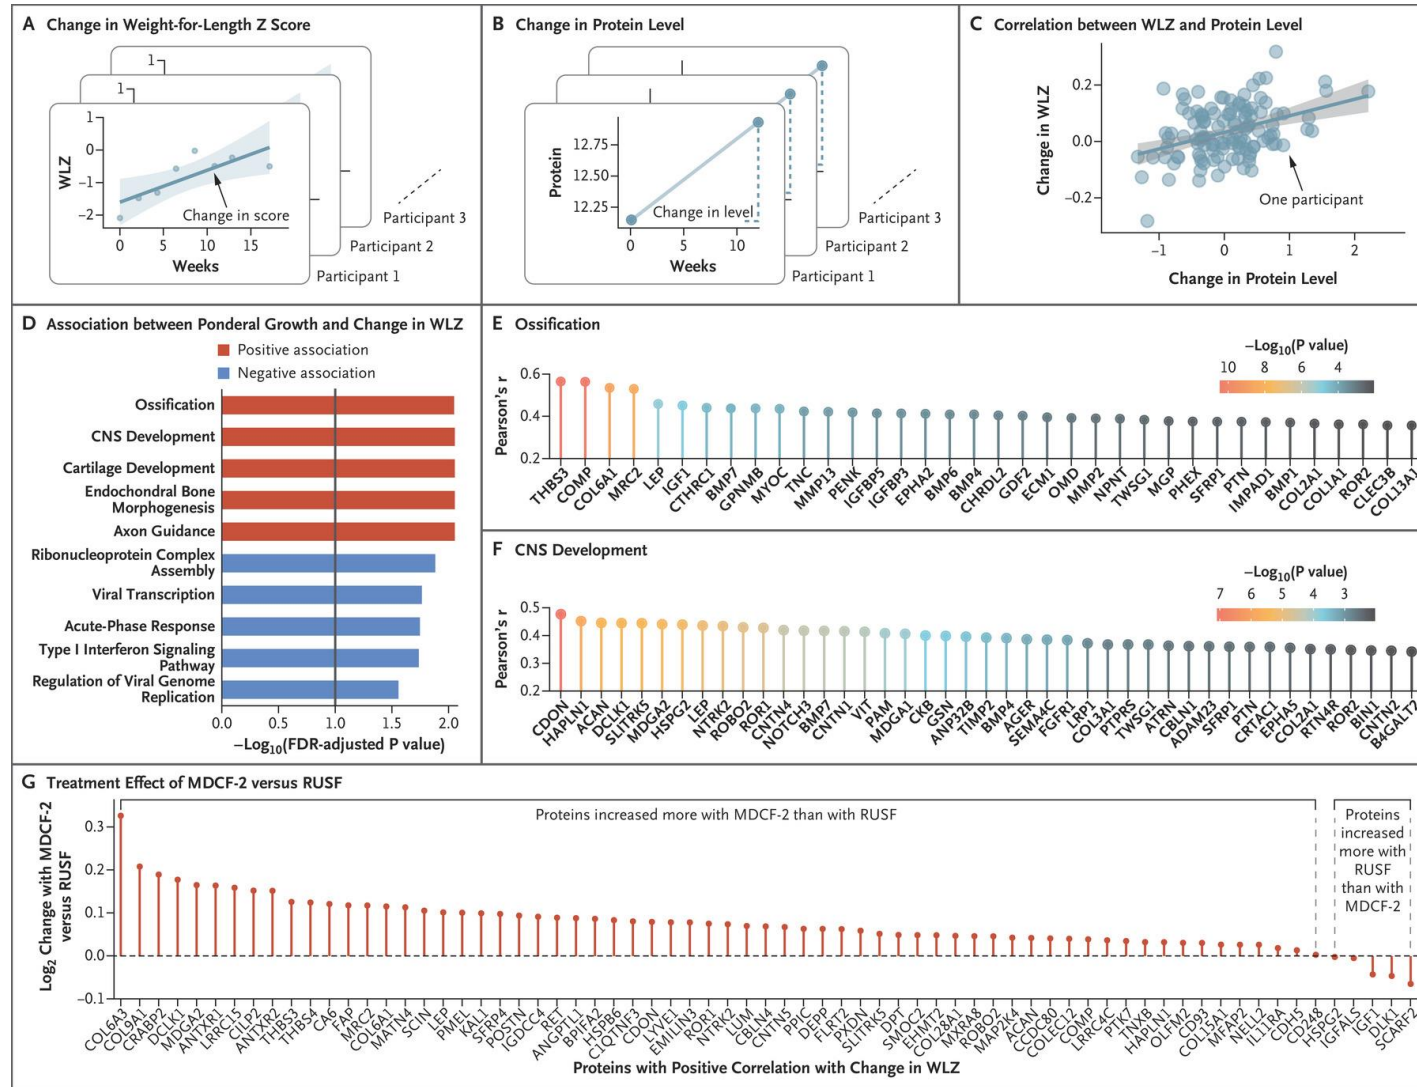 A Change in Weight-for-Length Z Score
1
1
1
0
−1
−2
WLZ
Change in score
0 5 10 15
Weeks
Participant 3
Participant 2
Participant 1
B Change in Protein Level
12.75
12.50
12.25
Protein
Change in level
0 5 10
Weeks
Participant 3
Participant 2
Participant 1
C Correlation between WLZ and Protein Level
0.2
0.0
−0.2
Change in WLZ
One participant
−1 0 1 2
Change in Protein Level
D Association between Ponderal Growth and Change in WLZ
Positive association
Negative association
Ossification
CNS Development
Cartilage Development
Endochondral Bone
Morphogenesis
Axon Guidance
Ribonucleoprotein Complex
Assembly
Viral Transcription
Acute-Phase Response
Type I Interferon Signaling
Pathway
Regulation of Viral Genome
Replication
0.0 0.5 1.0 1.5 2.0
−Log10(FDR-adjusted P value)
E Ossification
−Log10(P value)
10 8 6 4
0.6
0.4
0.2
Pearson's r
THBS3 COMP COL6A1 MRC2 LEP IGF1 CTHRC1 BMP7 GPNMB MYOC TNC MMP13 PENK IGFBP5 IGFBP3 EPHA2 BMP6 BMP4 CHRDL2 GDF2 ECM1 OMD MMP2 NPNT TWSG1 MGP PHEX SFRP1 PTN IMPAD1 BMP1 COL2A1 COL1A1 ROR2 CLEC3B COL13A1
F CNS Development
−Log10(P value)
7 6 5 4 3
0.5
0.4
0.3
0.2
Pearson's r
CDON HAPLN1 ACAN DCLK1 SLITRK5 MDGA2 HSPG2 LEP NTRK2 ROBO2 ROR1 CNTN4 NOTCH3 BMP7 CNTN1 VIT PAM MDGA1 CKB GSN ANP32B TIMP2 BMP4 AGER SEMA4C FGFR1 LRP1 COL3A1 PTPRS TWSG1 ATRN CBLN1 ADAM23 SFRP1 PTN CRTAC1 EPHA5 COL2A1 RTN4R ROR2 BIN1 CNTN2 B4GALT2
G Treatment Effect of MDCF-2 versus RUSF
Proteins increased more with MDCF-2 than with RUSF
Proteins
increased
more with
RUSF
than with
MDCF-2
0.3
0.2
0.1
0.0
−0.1
Log2 Change with MDCF-2
versus RUSF
COL6A3 COL9A1 CRABP2 DCLK1 MDGA2 ANTXR1 LRRC15 CILP2 ANTXR2 THBS3 THBS4 CA6 FAP MRC2 COL6A1 MATN4 SCIN LEP PMEL KAL1 SFRP4 POSTN IGDCC4 RET ANGPTL1 BPIFA2 HSPB6 C1QTNF3 CDON LYVE1 EMILIN3 ROR1 NTRK2 LUM CBLN4 CNTN5 PPIC DEPP FLRT2 PXDN SLITRK5 DPT SMOC2 EHMT2 COL28A1 MXRA8 ROBO2 MAP2K4 ACAN CCDC80 COLEC12 COMP LRRC4C PTK7 TNXB HAPLN1 OLFM2 CD93 COL15A1 MFAP2 NELL2 IL11RA CDH5 CD248 HSPG2 IGFALS IGF1 DLK1 SCARF2
Proteins with Positive Correlation with Change in WLZ